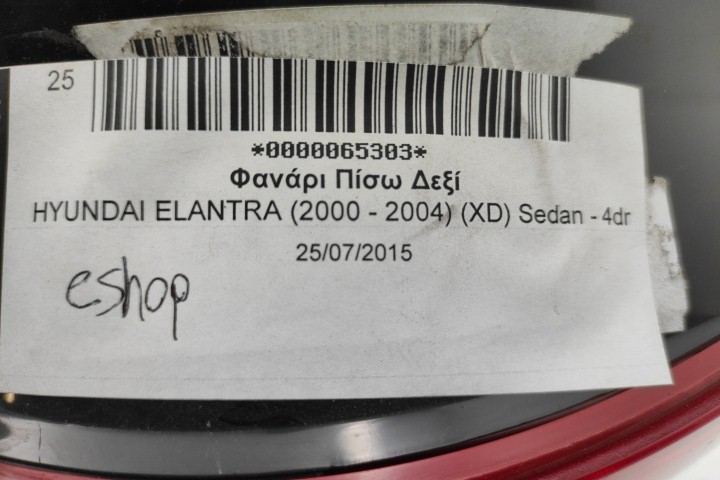 25
*0000065303*
Φανάρι Πίσω Δεξί
HYUNDAI ELANTRA (2000 - 2004) (XD) Sedan - 4dr
25/07/2015
eshop